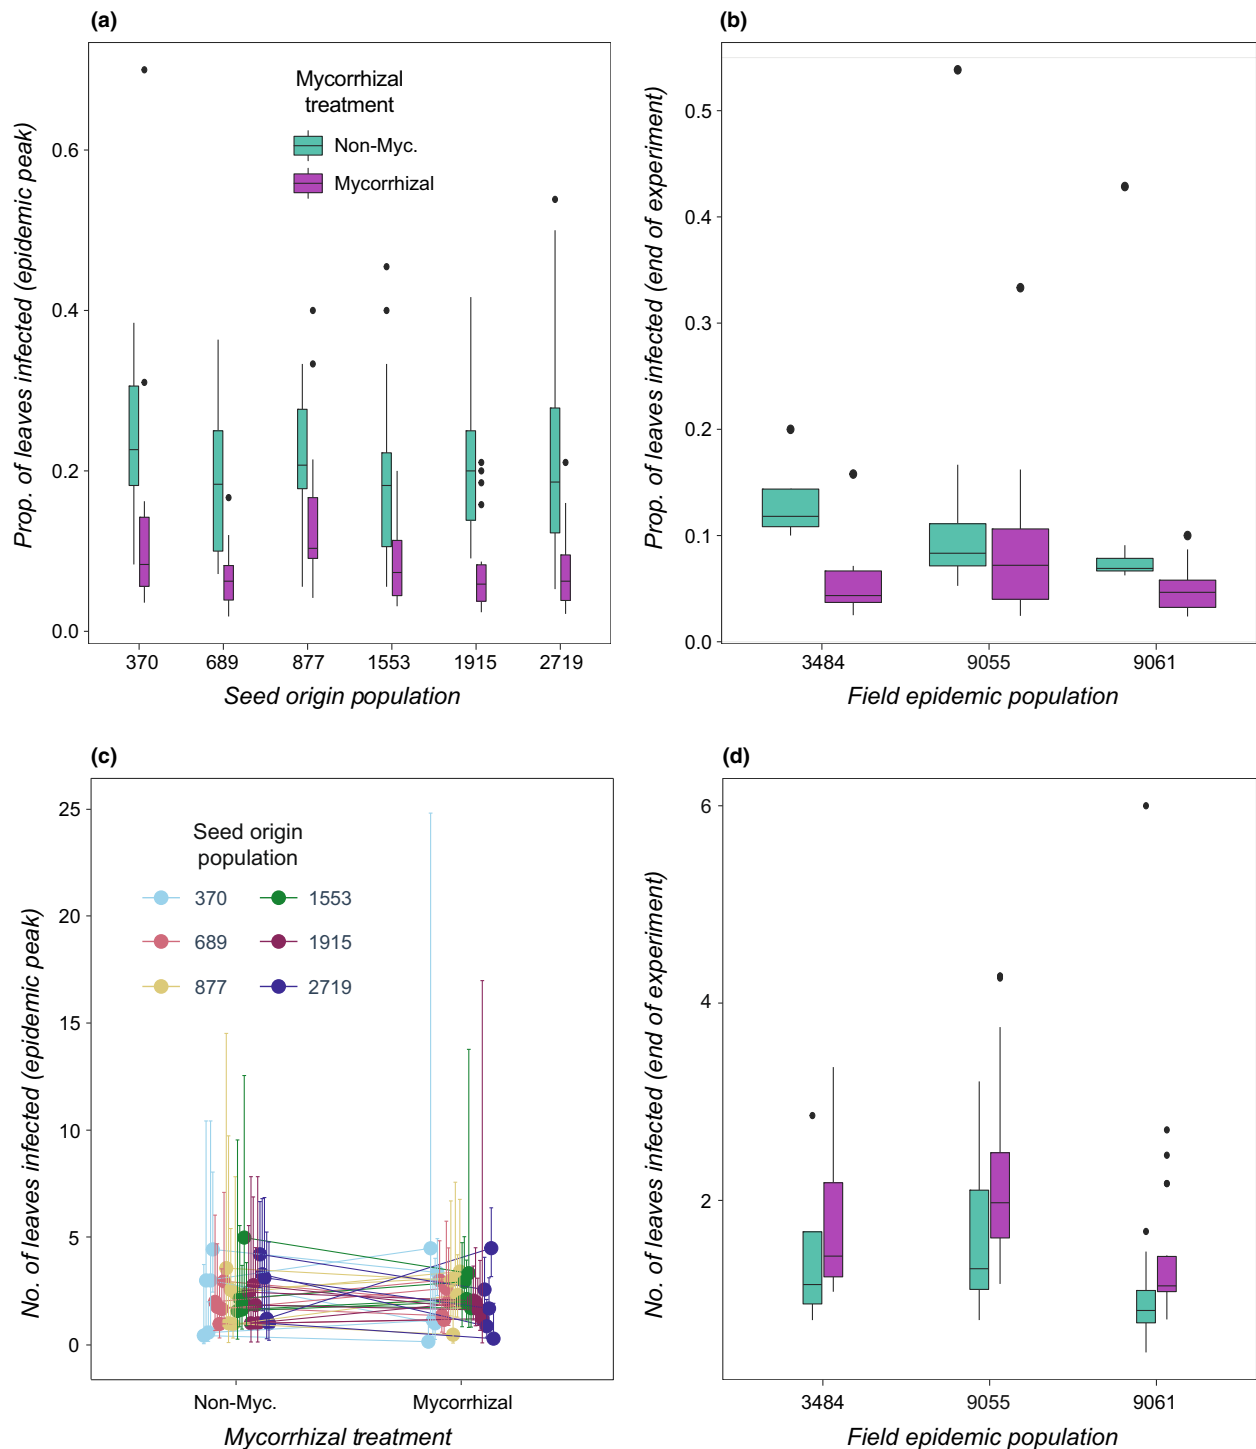 (a)
Prop. of leaves infected (epidemic peak)
0.6
0.4
0.2
0.0
Mycorrhizal
treatment
Non-Myc.
Mycorrhizal
370 689 877 1553 1915 2719
Seed origin population
(b)
Prop. of leaves infected (end of experiment)
0.5
0.4
0.3
0.2
0.1
0.0
3484 9055 9061
Field epidemic population
(c)
No. of leaves infected (epidemic peak)
25
20
15
10
5
0
Seed origin
population
370 1553
689 1915
877 2719
Non-Myc. Mycorrhizal
Mycorrhizal treatment
(d)
No. of leaves infected (end of experiment)
6
4
2
3484 9055 9061
Field epidemic population